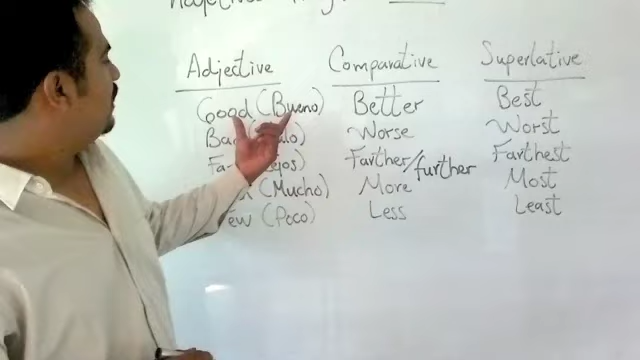 Adjective Comparative Superlative
Good (Bueno) Better Best
Worse Worst
Farther/further Farthest
(Mucho) More Most
(Poco) Less Least